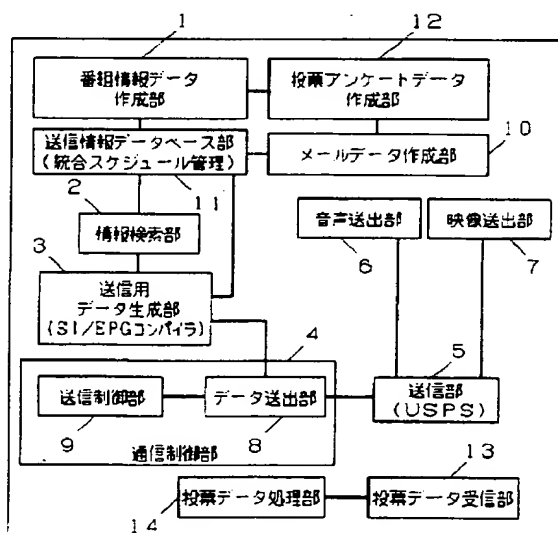 1
12
番組情報データ
作成部
投票アンケートデータ
作成部
送信情報データベース部
(統合スケジュール管理)
メールデータ作成部
10
2
11
情報検索部
音声送出部
映像送出部
3
6
7
送信用
データ生成部
(SI/EPGコンパイラ)
4
5
送信制御部
データ送出部
送信部
(USPS)
9
8
通信制御部
13
投票データ処理部
投票データ受信部
14